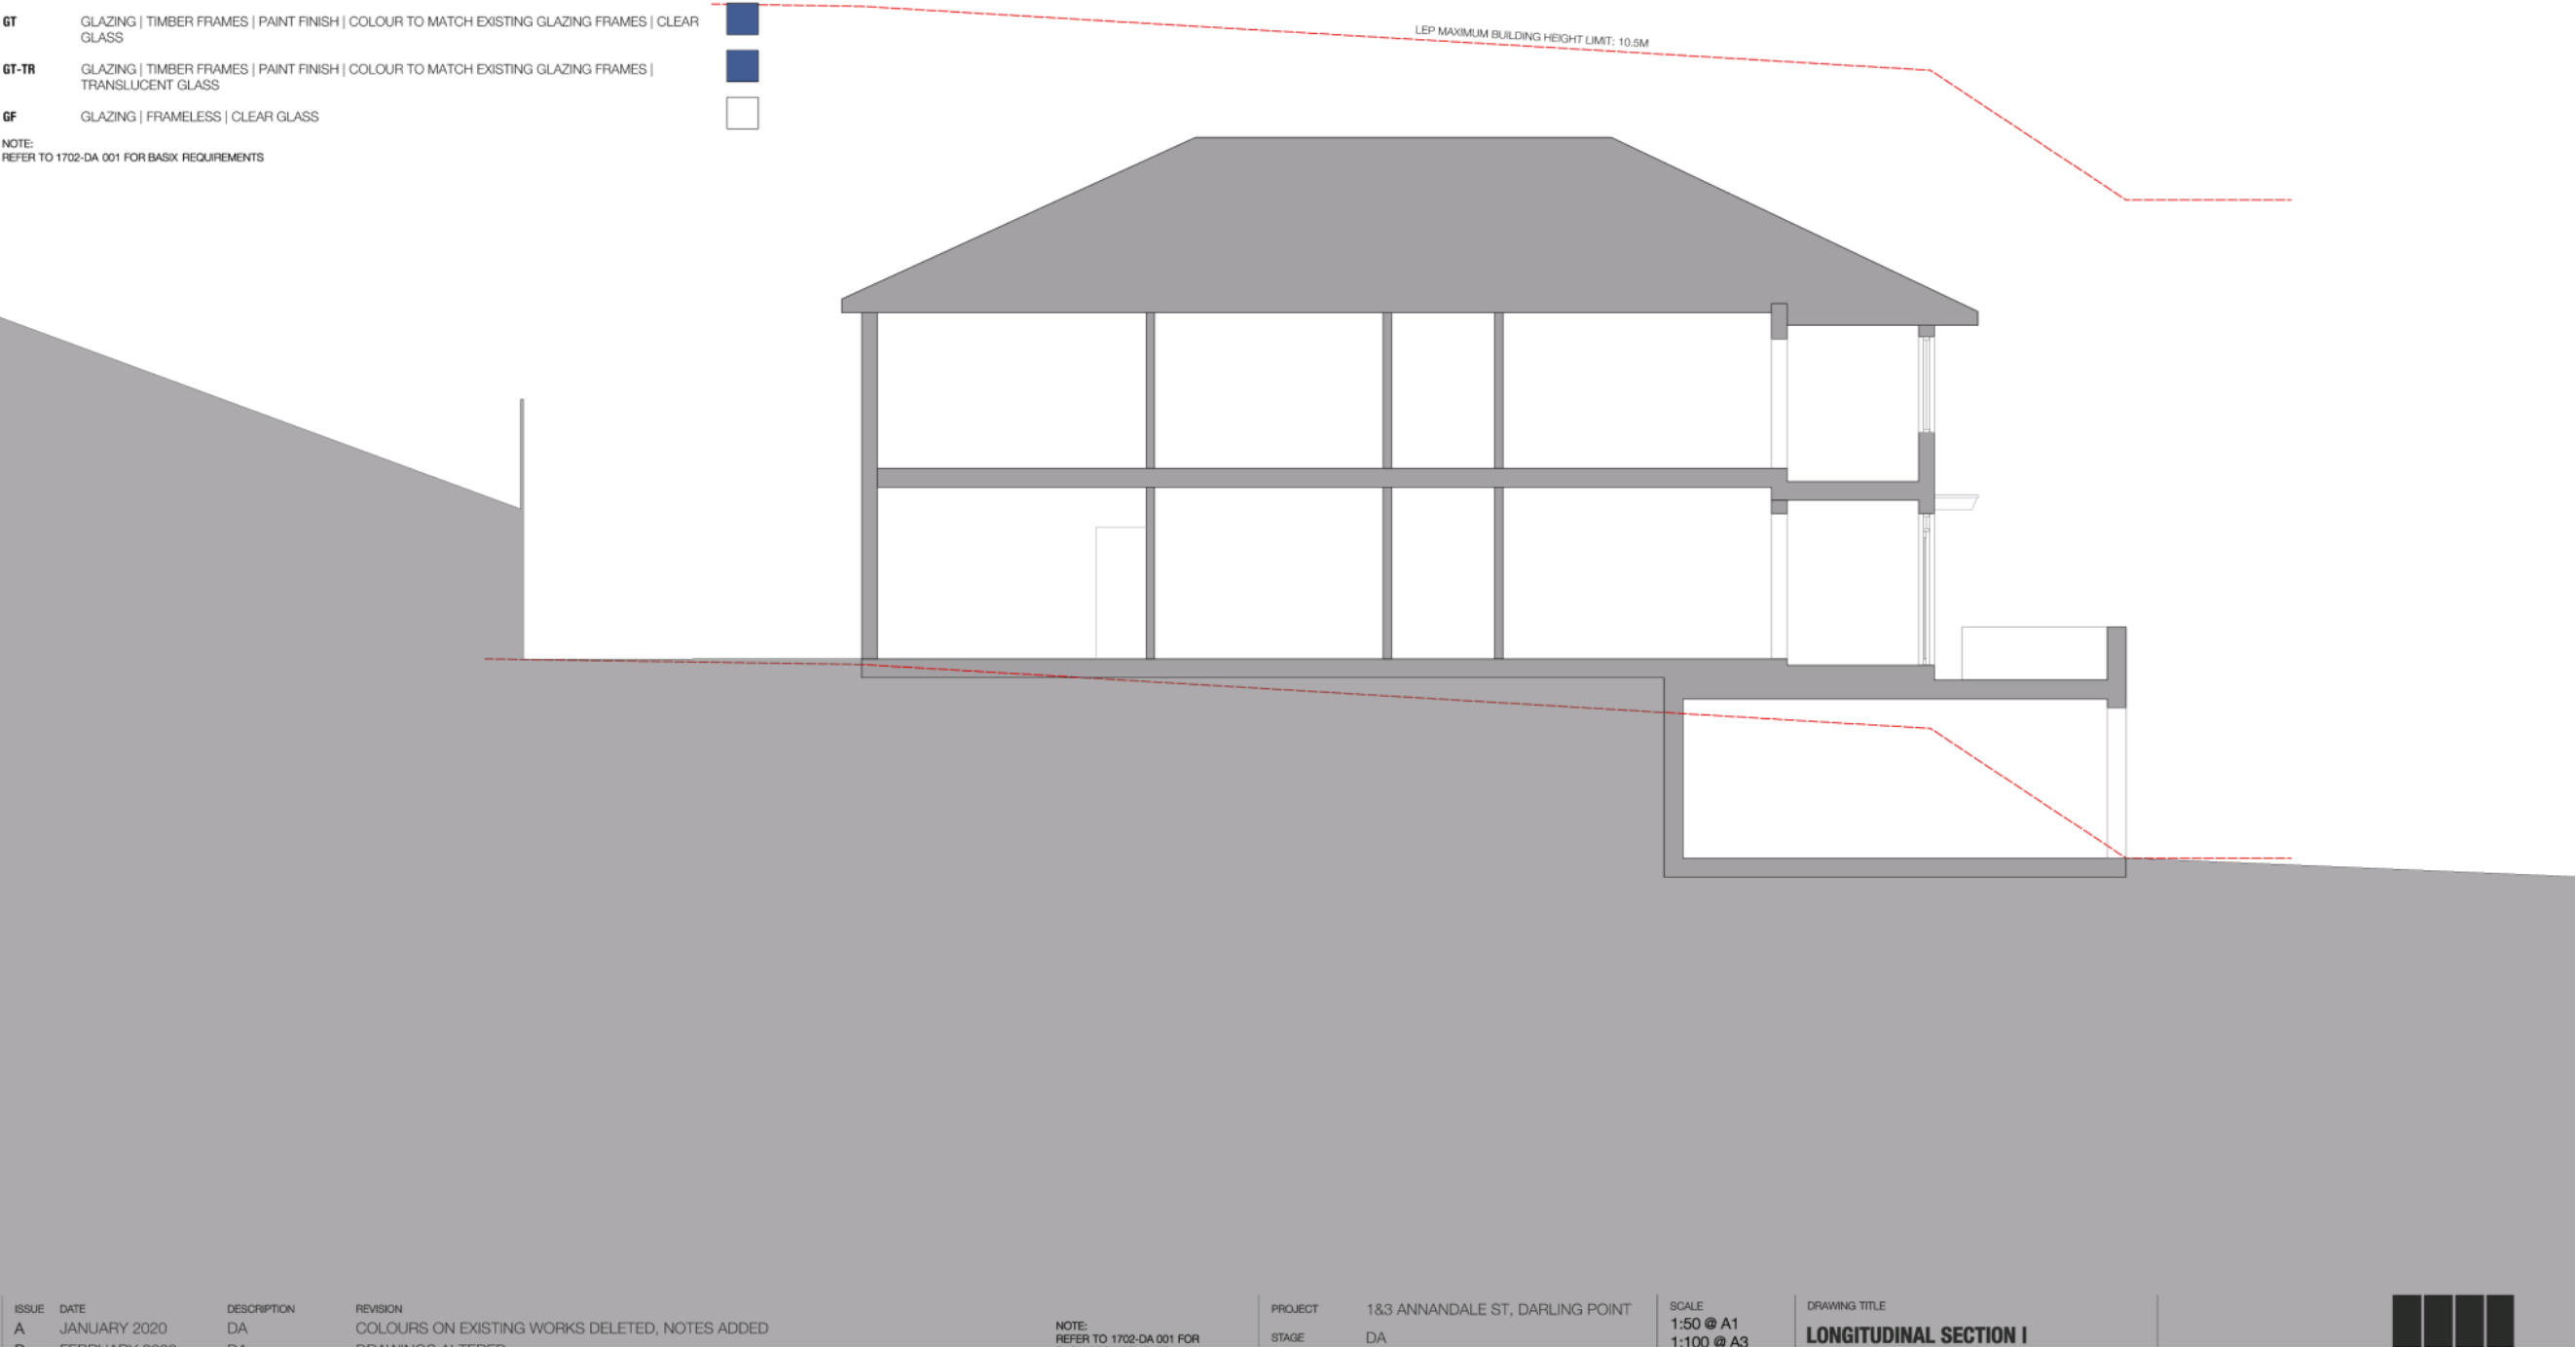 GT GLAZING | TIMBER FRAMES | PAINT FINISH | COLOUR TO MATCH EXISTING GLAZING FRAMES | CLEAR
GLASS
GT-TR GLAZING | TIMBER FRAMES | PAINT FINISH | COLOUR TO MATCH EXISTING GLAZING FRAMES |
TRANSLUCENT GLASS
GF GLAZING | FRAMELESS | CLEAR GLASS
NOTE:
REFER TO 1702-DA 001 FOR BASIX REQUIREMENTS
LEP MAXIMUM BUILDING HEIGHT LIMIT: 10.5M
ISSUE DATE DESCRIPTION REVISION
A JANUARY 2020 DA COLOURS ON EXISTING WORKS DELETED, NOTES ADDED
NOTE:
REFER TO 1702-DA 001 FOR
PROJECT 1&3 ANNANDALE ST, DARLING POINT
STAGE DA
SCALE
1:50 @ A1
1:100 @ A3
DRAWING TITLE
LONGITUDINAL SECTION I